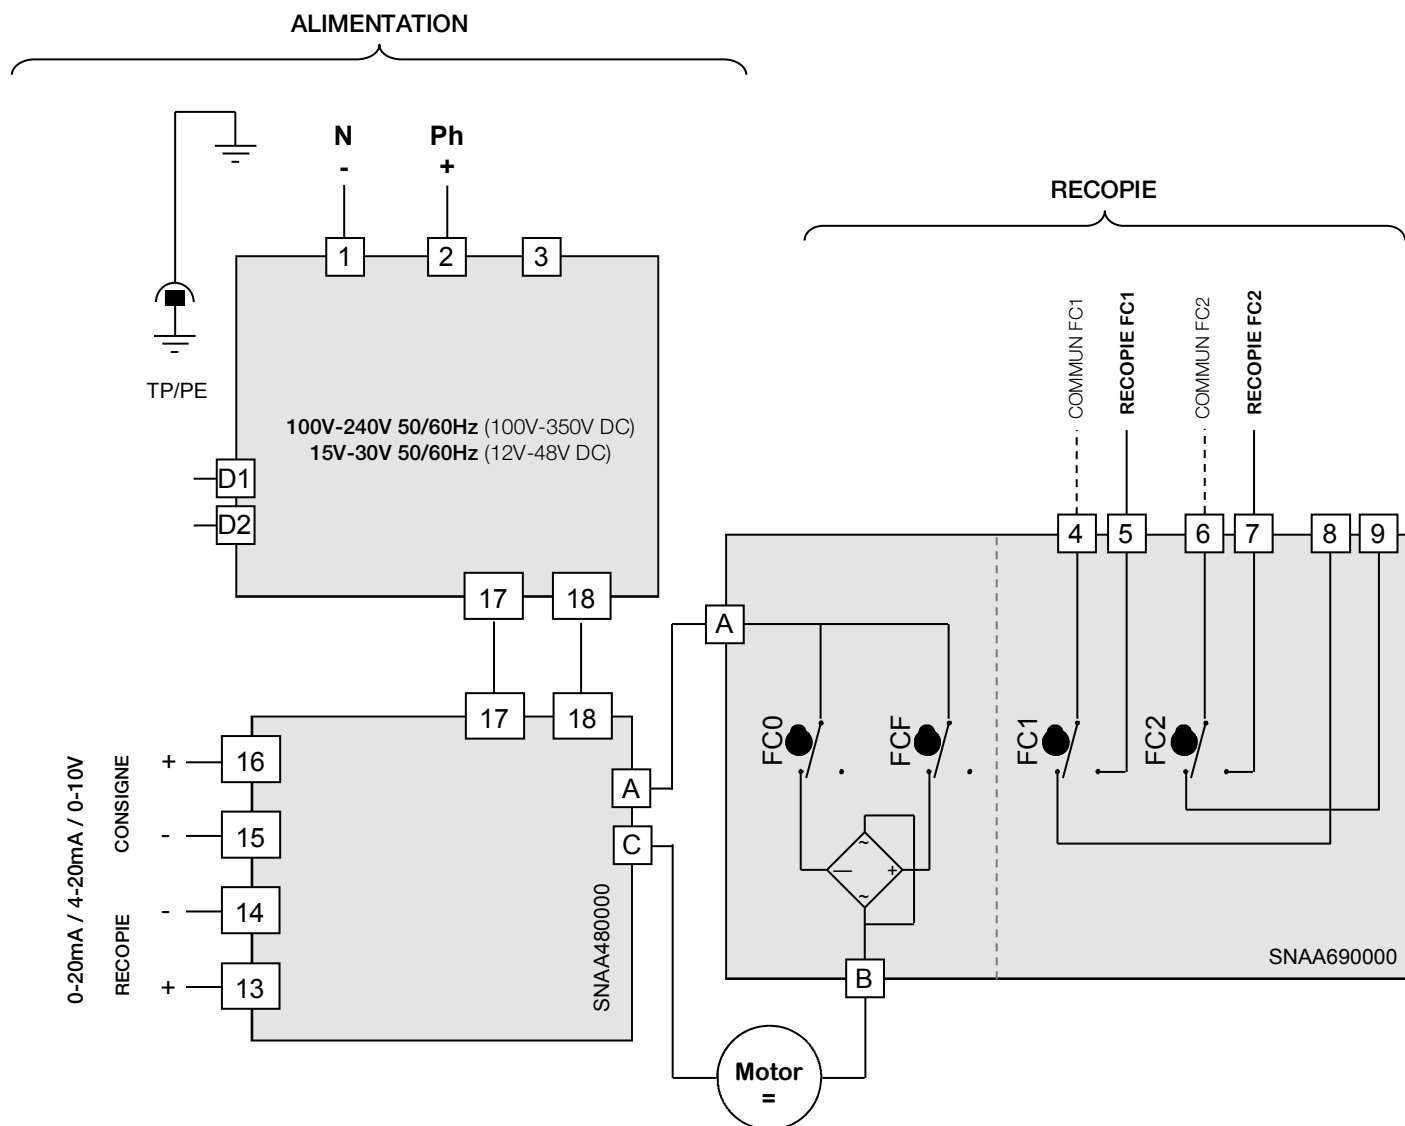 ALIMENTATION
N
Ph
-
+
RECOPIE
1
2
3
COMMUN FC1
RECOPIE FC1
COMMUN FC2
RECOPIE FC2
TP/PE
100V-240V 50/60Hz (100V-350V DC)
15V-30V 50/60Hz (12V-48V DC)
D1
D2
4
5
6
7
8
9
17
18
A
17
18
FC0
FCF
FC1
FC2
0-20mA / 4-20mA / 0-10V
CONSIGNE
RECOPIE
+
16
-
15
-
14
+
13
A
C
SNAA480000
~
—
+
~
SNAA690000
B
Motor
=